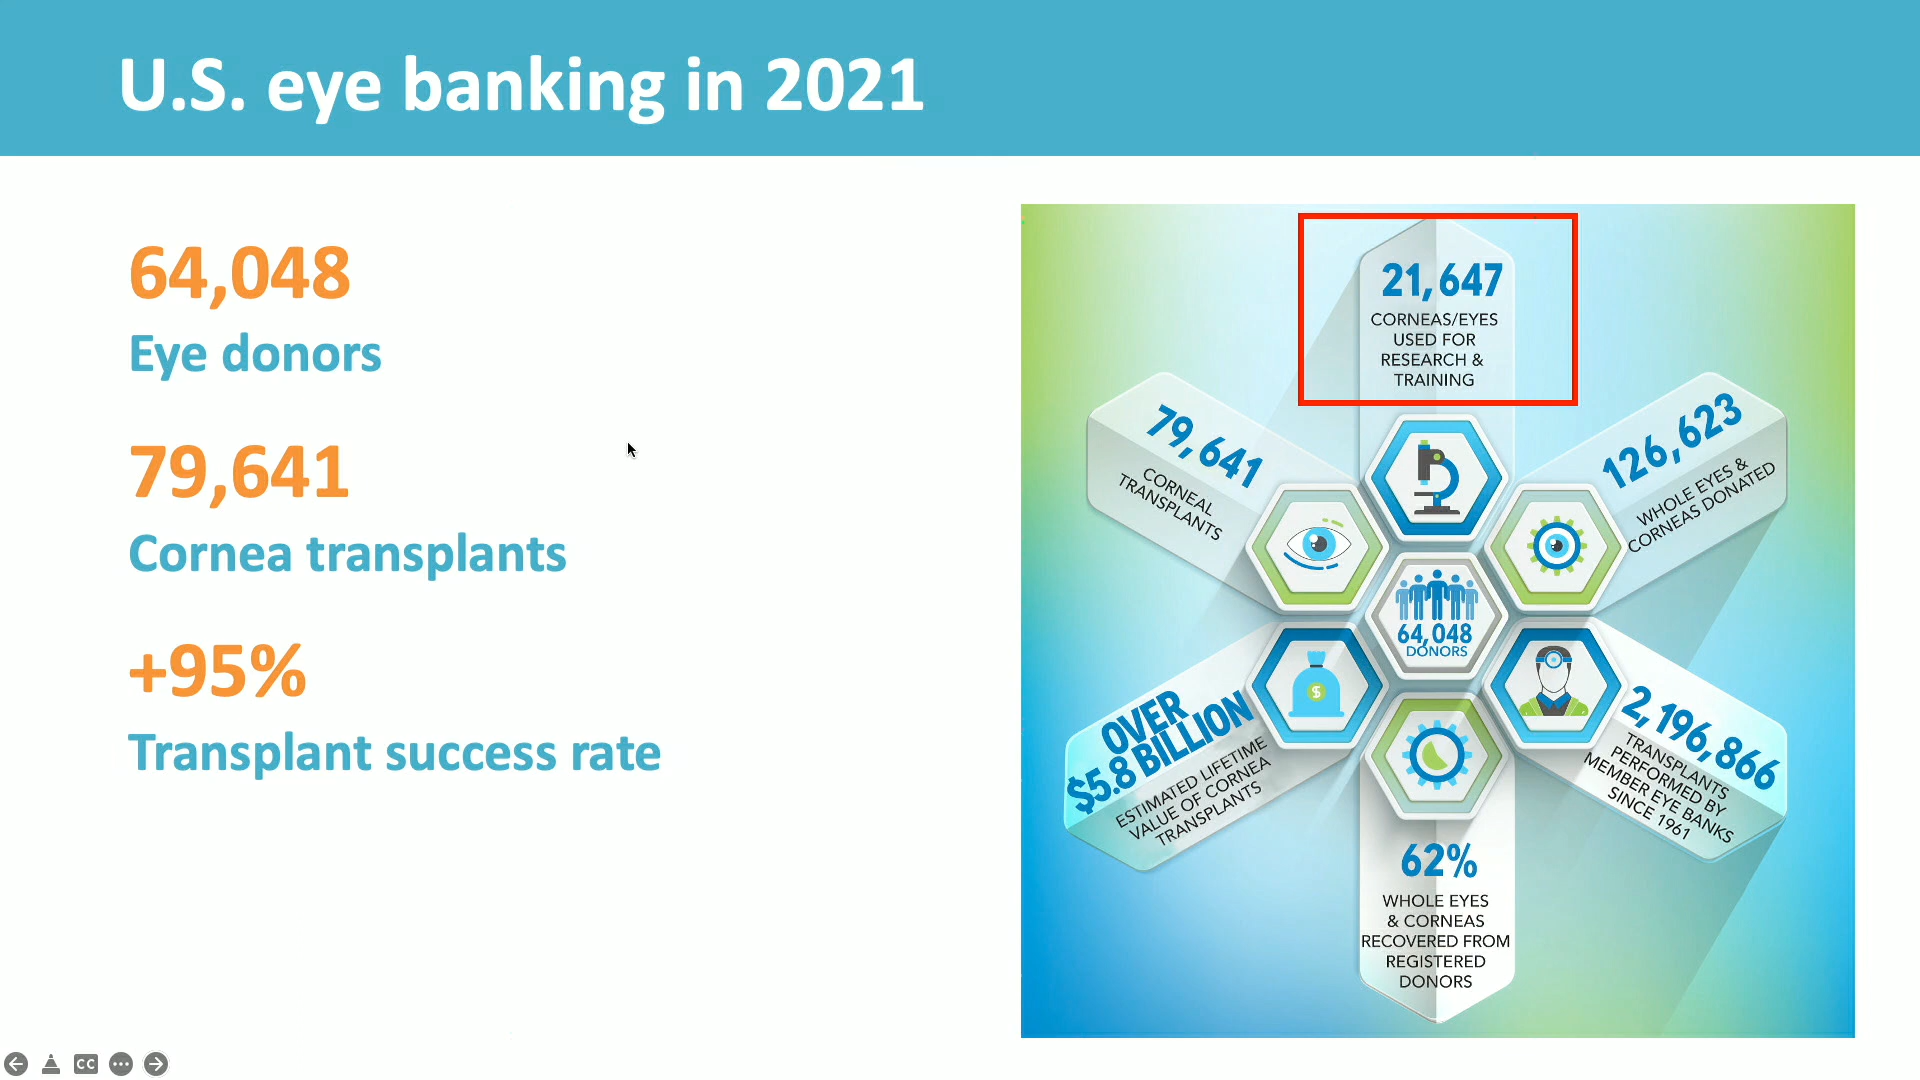 U.S. eye banking in 2021
64,048
Eye donors
79,641
Cornea transplants
+95%
Transplant success rate
21,647
CORNEAS/EYES
USED FOR
RESEARCH &
TRAINING
79,641
CORNEAL
TRANSPLANTS
126,623
WHOLE EYES &
CORNEAS DONATED
64,048
DONORS
OVER
$5.8 BILLION
ESTIMATED LIFETIME
VALUE OF CORNEA
TRANSPLANTS
$
2,196,866
TRANSPLANTS
PERFORMED BY
MEMBER EYE BANKS
SINCE 1961
62%
WHOLE EYES
& CORNEAS
RECOVERED FROM
REGISTERED
DONORS
CC